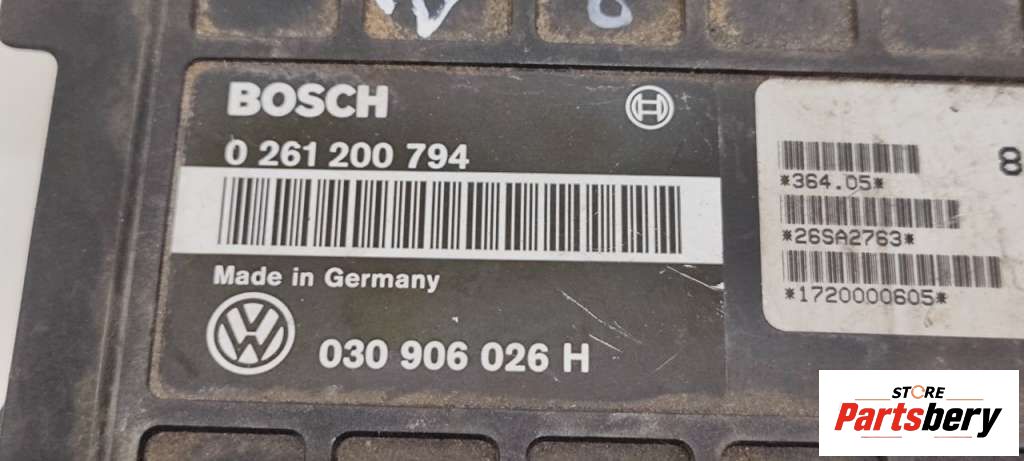 BOSCH
0 261 200 794
Made in Germany
030 906 026 H
8
*364.05*
*26SA2763*
*1720000605*
STORE
Partsbery